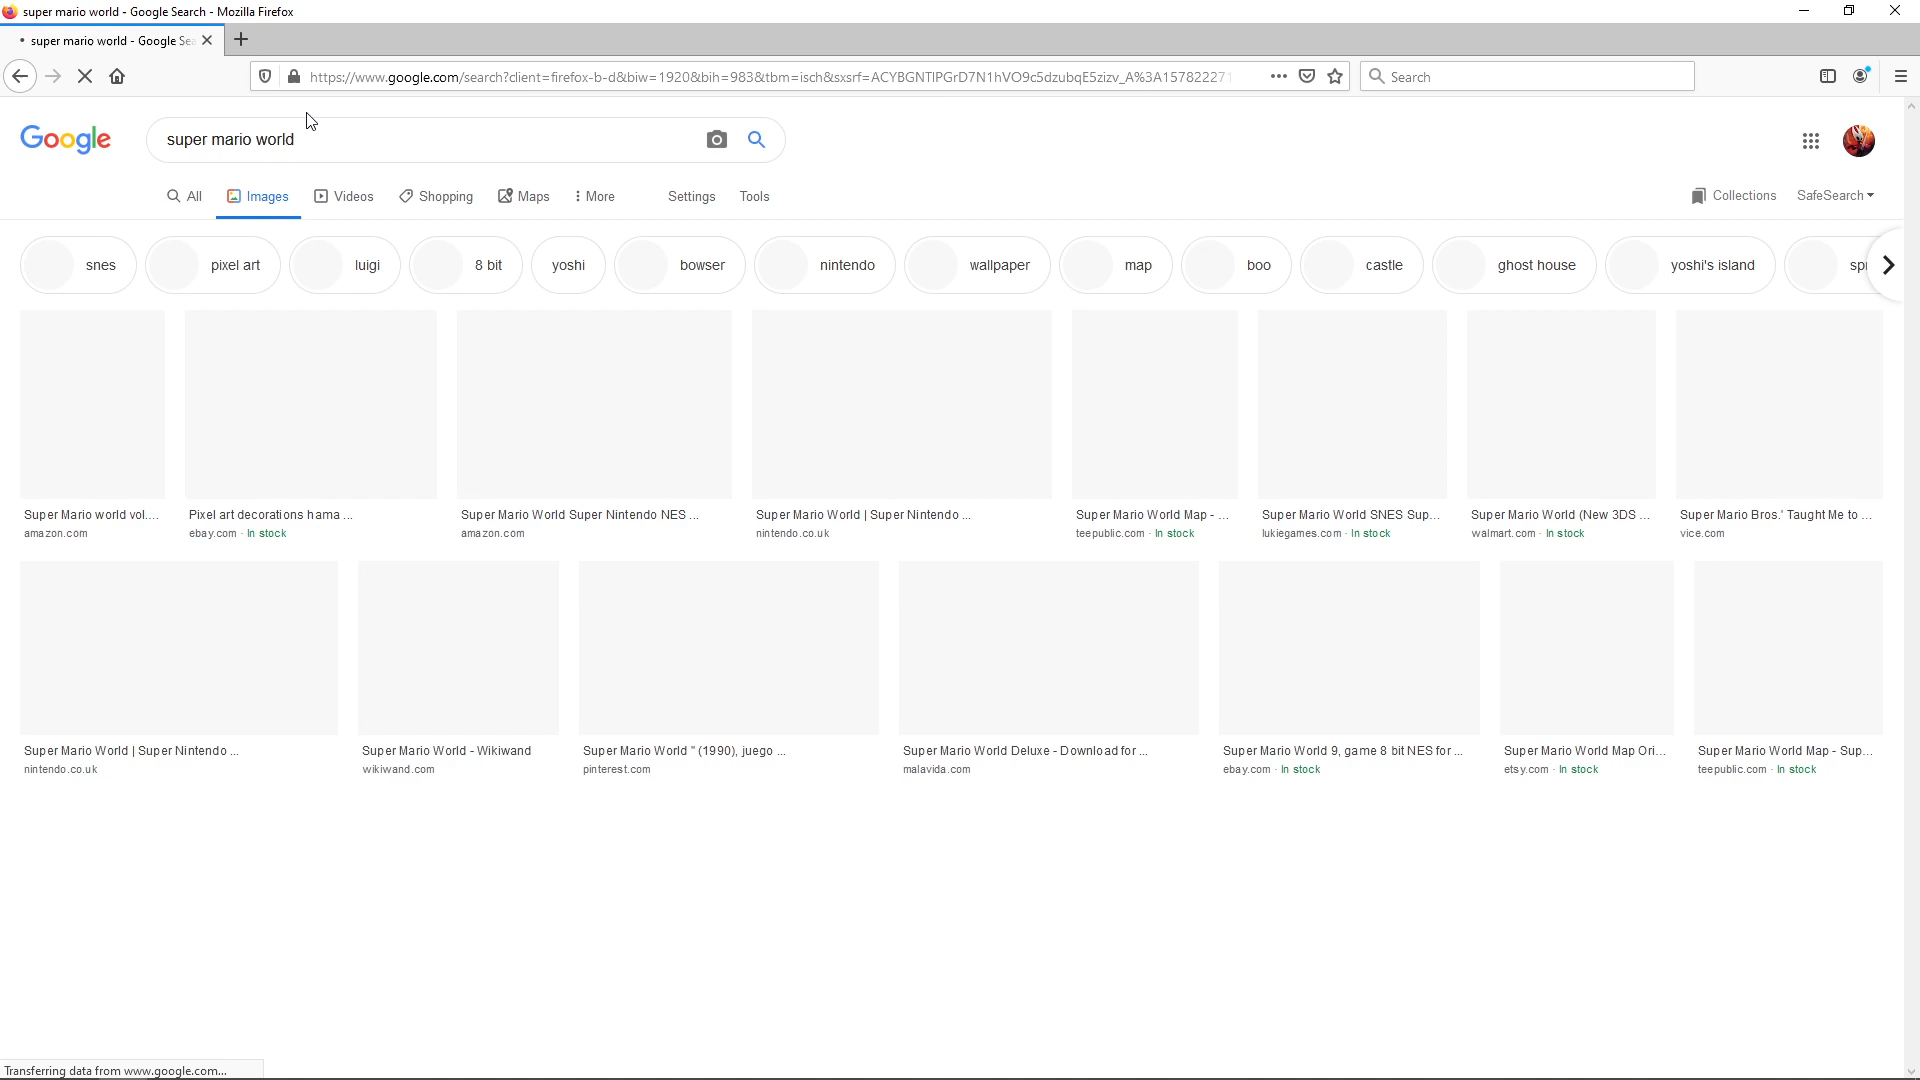 super mario world - Google Search - Mozilla Firefox
super mario world - Google Sea
https://www.google.com/search?client=firefox-b-d&biw=1920&bih=983&tbm=isch&sxsrf=ACYBGNTlPGrD7N1hVO9c5dzubqE5zizv_A%3A157822271
Search
Google
super mario world
All Images Videos Shopping Maps More Settings Tools
Collections SafeSearch
snes pixel art luigi 8 bit yoshi bowser nintendo wallpaper map boo castle ghost house yoshi's island spr
Super Mario world vol.... Pixel art decorations hama ... Super Mario World Super Nintendo NES ... Super Mario World | Super Nintendo ... Super Mario World Map - ... Super Mario World SNES Sup... Super Mario World (New 3DS ... Super Mario Bros.' Taught Me to ...
amazon.com ebay.com · In stock amazon.com nintendo.co.uk teepublic.com · In stock lukiegames.com · In stock walmart.com · In stock vice.com
Super Mario World | Super Nintendo ... Super Mario World - Wikiwand Super Mario World " (1990), juego ... Super Mario World Deluxe - Download for ... Super Mario World 9, game 8 bit NES for ... Super Mario World Map Ori... Super Mario World Map - Sup...
nintendo.co.uk wikiwand.com pinterest.com malavida.com ebay.com · In stock etsy.com · In stock teepublic.com · In stock
Transferring data from www.google.com...